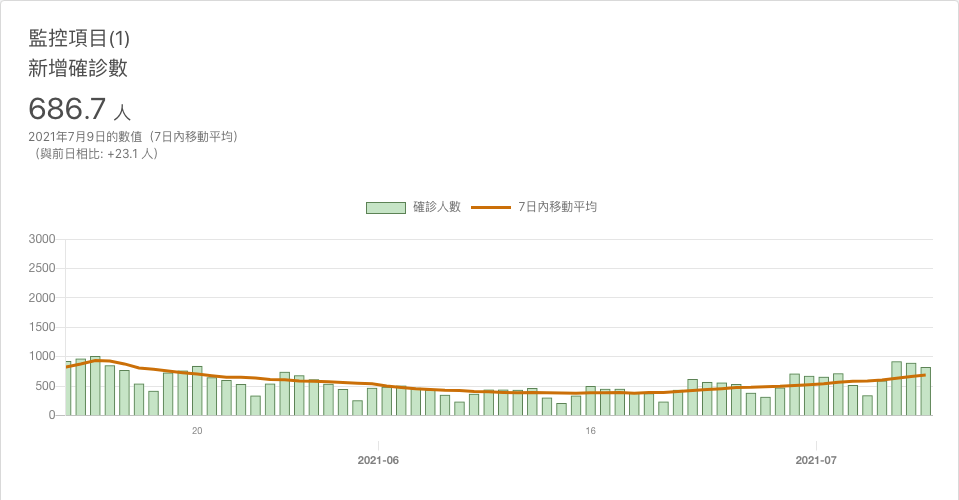 監控項目(1)
新增確診數
686.7 人
2021年7月9日的數值（7日內移動平均）
（與前日相比: +23.1 人）
確診人數 7日內移動平均
3000
2500
2000
1500
1000
500
0
20 16
2021-06 2021-07